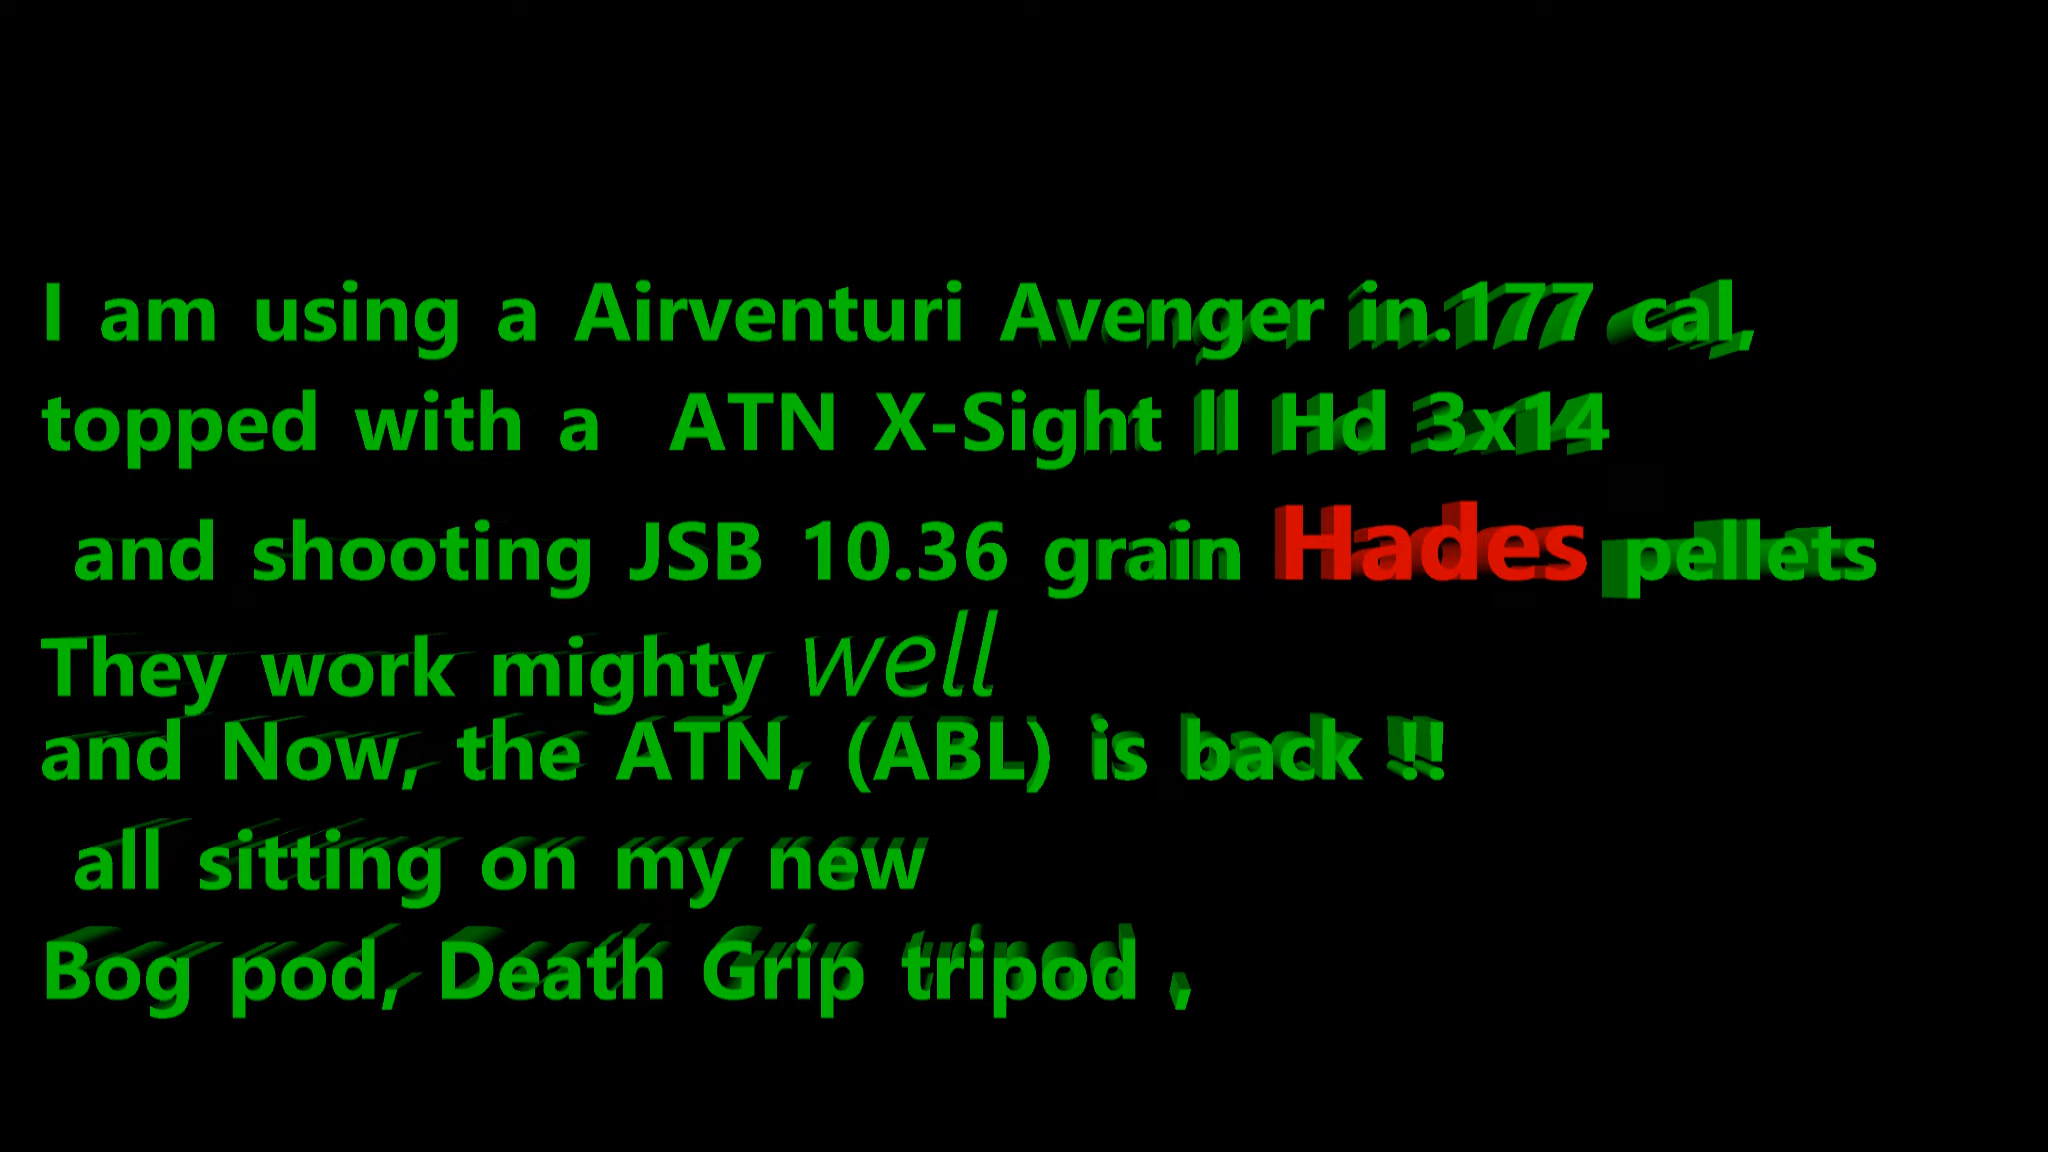 I am using a Airventuri Avenger in.177 cal,
topped with a ATN X-Sight ll Hd 3x14
and shooting JSB 10.36 grain Hades pellets
They work mighty well
and Now, the ATN, (ABL) is back !!
all sitting on my new
Bog pod, Death Grip tripod ,